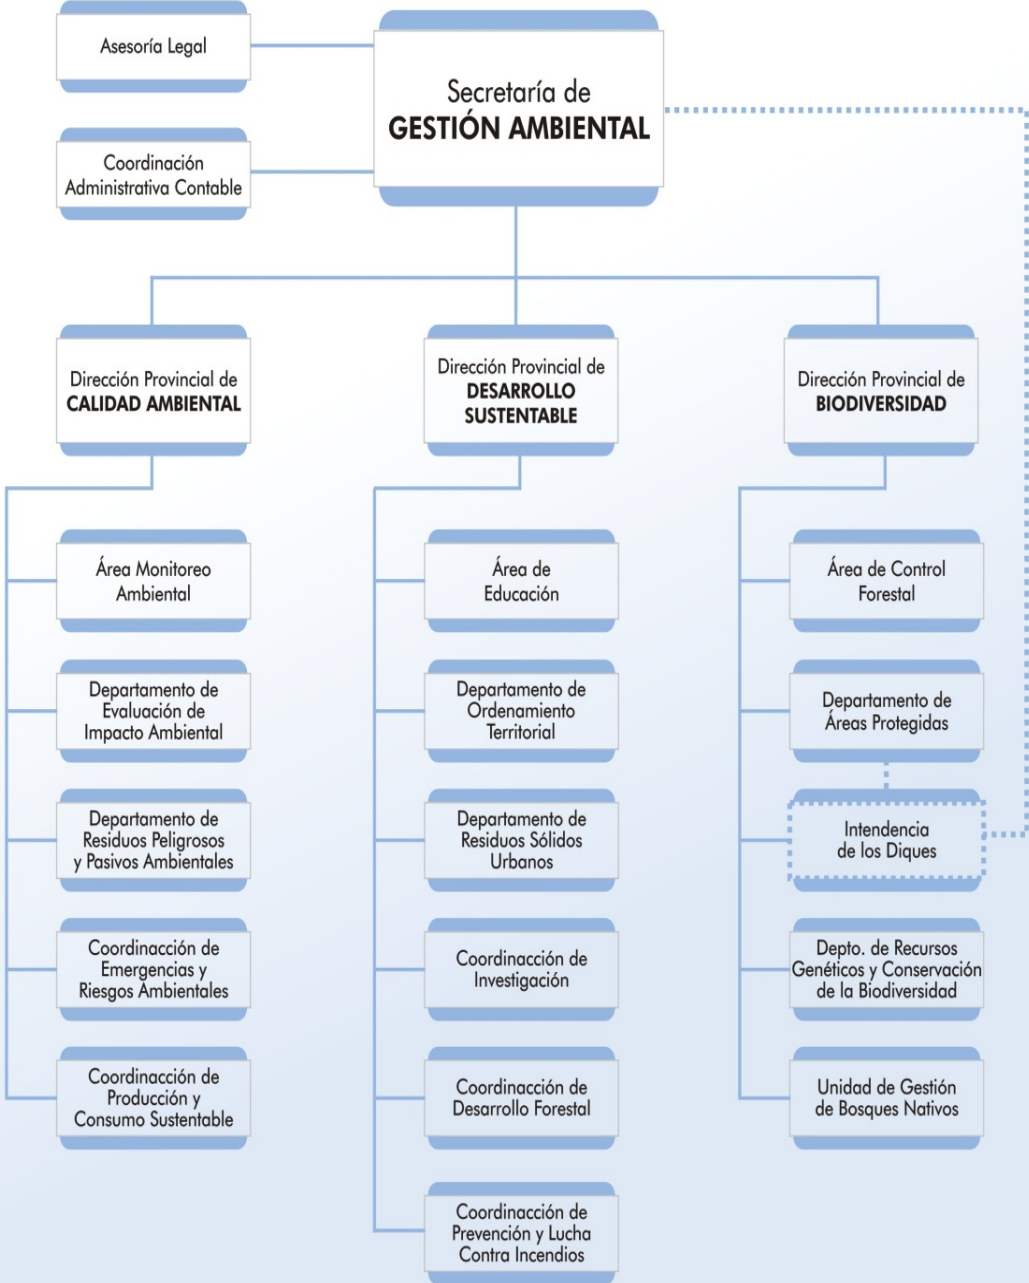 Asesoría Legal
Secretaría de
GESTIÓN AMBIENTAL
Coordinación
Administrativa Contable
Dirección Provincial de
CALIDAD AMBIENTAL
Área Monitoreo
Ambiental
Departamento de
Evaluación de
Impacto Ambiental
Departamento de
Residuos Peligrosos
y Pasivos Ambientales
Coordinacción de
Emergencias y
Riesgos Ambientales
Coordinacción de
Producción y
Consumo Sustentable
Dirección Provincial de
DESARROLLO
SUSTENTABLE
Área de
Educación
Departamento de
Ordenamiento
Territorial
Departamento de
Residuos Sólidos
Urbanos
Coordinacción de
Investigación
Coordinacción de
Desarrollo Forestal
Coordinacción de
Prevención y Lucha
Contra Incendios
Dirección Provincial de
BIODIVERSIDAD
Área de Control
Forestal
Departamento de
Áreas Protegidas
Intendencia
de los Diques
Depto. de Recursos
Genéticos y Conservación
de la Biodiversidad
Unidad de Gestión
de Bosques Nativos